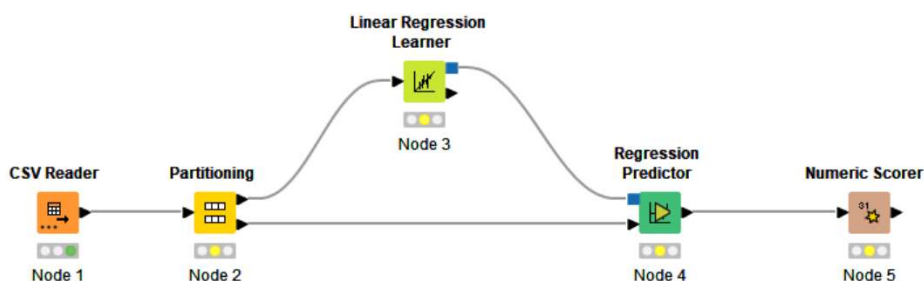 Linear Regression
Learner
Node 3
CSV Reader
Node 1
Partitioning
Node 2
Regression
Predictor
Node 4
Numeric Scorer
31
Node 5